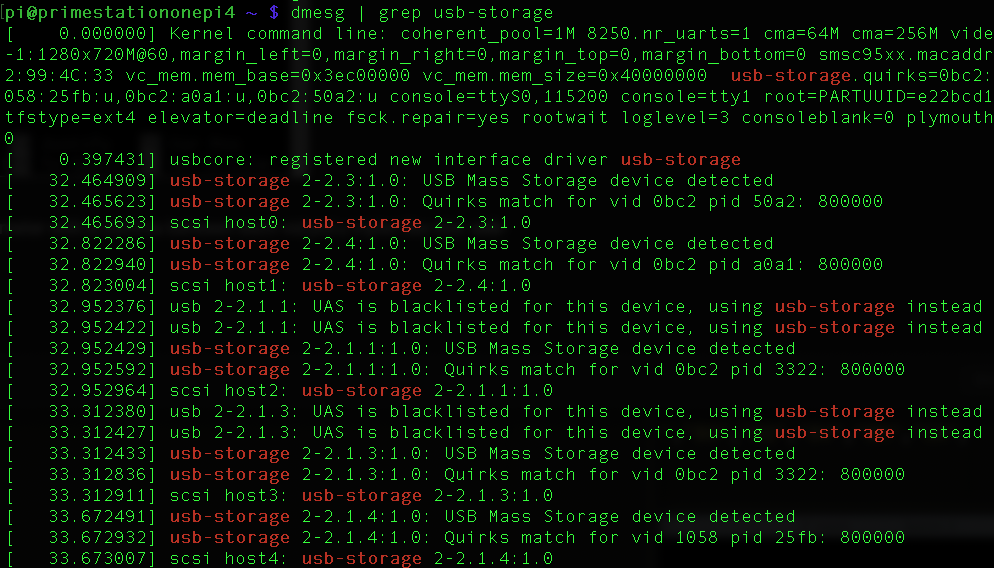 [pi@primestationonepi4 ~ $ dmesg | grep usb-storage
[    0.000000] Kernel command line: coherent_pool=1M 8250.nr_uarts=1 cma=64M cma=256M vide
-1:1280x720M@60,margin_left=0,margin_right=0,margin_top=0,margin_bottom=0 smsc95xx.macaddr
2:99:4C:33 vc_mem.mem_base=0x3ec00000 vc_mem.mem_size=0x40000000  usb-storage.quirks=0bc2:
058:25fb:u,0bc2:a0a1:u,0bc2:50a2:u console=ttyS0,115200 console=tty1 root=PARTUUID=e22bcd1
tfstype=ext4 elevator=deadline fsck.repair=yes rootwait loglevel=3 consoleblank=0 plymouth
0
[    0.397431] usbcore: registered new interface driver usb-storage
[   32.464909] usb-storage 2-2.3:1.0: USB Mass Storage device detected
[   32.465623] usb-storage 2-2.3:1.0: Quirks match for vid 0bc2 pid 50a2: 800000
[   32.465693] scsi host0: usb-storage 2-2.3:1.0
[   32.822286] usb-storage 2-2.4:1.0: USB Mass Storage device detected
[   32.822940] usb-storage 2-2.4:1.0: Quirks match for vid 0bc2 pid a0a1: 800000
[   32.823004] scsi host1: usb-storage 2-2.4:1.0
[   32.952376] usb 2-2.1.1: UAS is blacklisted for this device, using usb-storage instead
[   32.952422] usb 2-2.1.1: UAS is blacklisted for this device, using usb-storage instead
[   32.952429] usb-storage 2-2.1.1:1.0: USB Mass Storage device detected
[   32.952592] usb-storage 2-2.1.1:1.0: Quirks match for vid 0bc2 pid 3322: 800000
[   32.952964] scsi host2: usb-storage 2-2.1.1:1.0
[   33.312380] usb 2-2.1.3: UAS is blacklisted for this device, using usb-storage instead
[   33.312427] usb 2-2.1.3: UAS is blacklisted for this device, using usb-storage instead
[   33.312433] usb-storage 2-2.1.3:1.0: USB Mass Storage device detected
[   33.312836] usb-storage 2-2.1.3:1.0: Quirks match for vid 0bc2 pid 3322: 800000
[   33.312911] scsi host3: usb-storage 2-2.1.3:1.0
[   33.672491] usb-storage 2-2.1.4:1.0: USB Mass Storage device detected
[   33.672932] usb-storage 2-2.1.4:1.0: Quirks match for vid 1058 pid 25fb: 800000
[   33.673007] scsi host4: usb-storage 2-2.1.4:1.0